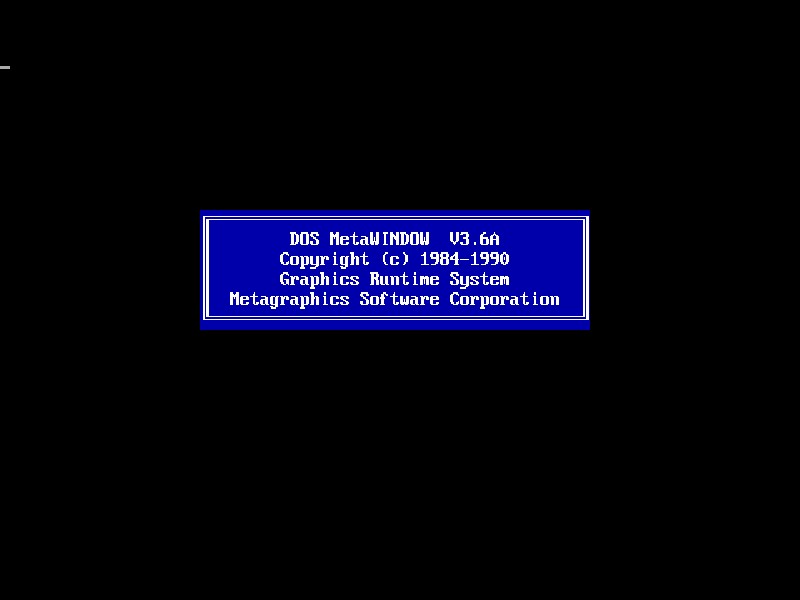 DOS MetaWINDOW  V3.6A
Copyright (c) 1984-1990
Graphics Runtime System
Metagraphics Software Corporation